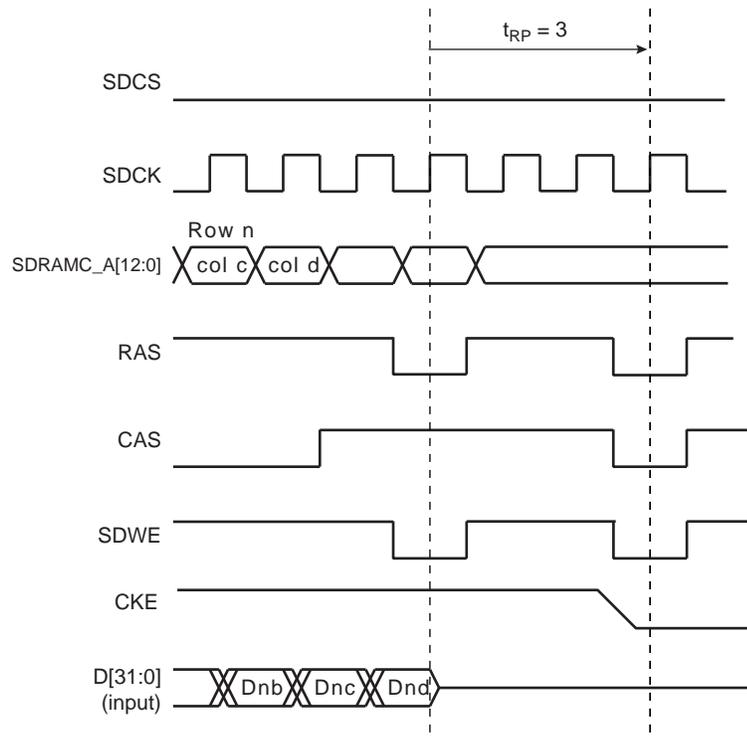 t_RP = 3
SDCS
SDCK
Row n
SDRAMC_A[12:0]
col c
col d
RAS
CAS
SDWE
CKE
D[31:0]
(input)
Dnb
Dnc
Dnd